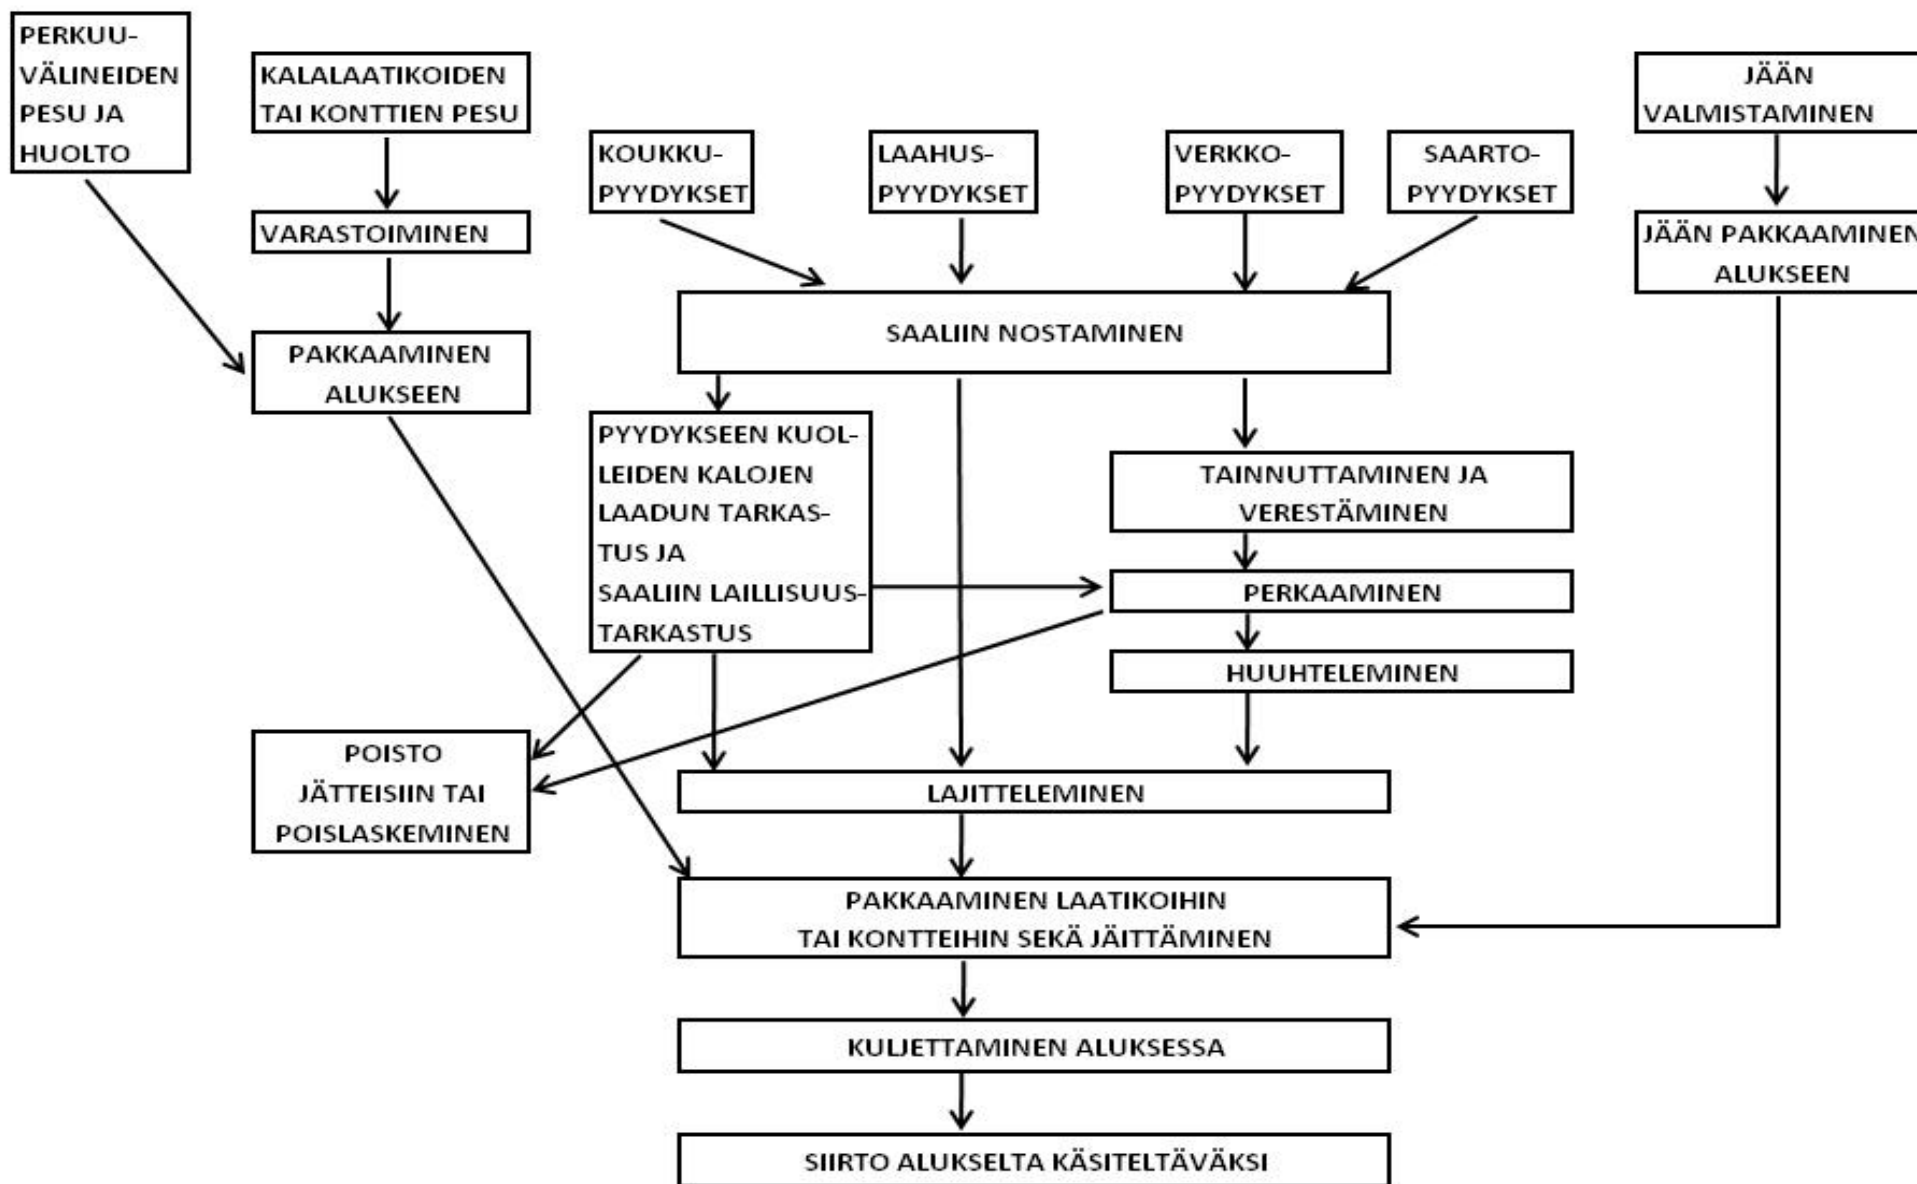 PERKUU-
VÄLINEIDEN
PESU JA
HUOLTO
KALALAATIKOIDEN
TAI KONTTIEN PESU
VARASTOIMINEN
PAKKAAMINEN
ALUKSEEN
KOUKKU-
PYYDYKSET
LAAHUS-
PYYDYKSET
VERKKO-
PYYDYKSET
SAARTO-
PYYDYKSET
JÄÄN
VALMISTAMINEN
JÄÄN PAKKAAMINEN
ALUKSEEN
SAALIIN NOSTAMINEN
PYYDYKSEEN KUOL-
LEIDEN KALOJEN
LAADUN TARKAS-
TUS JA
SAALIIN LAILLISUUS-
TARKASTUS
TAINNUTTAMINEN JA
VERESTÄMINEN
PERKAAMINEN
HUUHTELEMINEN
POISTO
JÄTTEISIIN TAI
POISLASKEMINEN
LAJITTELEMINEN
PAKKAAMINEN LAATIKOIHIN
TAI KONTTEIHIN SEKÄ JÄITTÄMINEN
KULJETTAMINEN ALUKSESSA
SIIRTO ALUKSELTA KÄSITELTÄVÄKSI